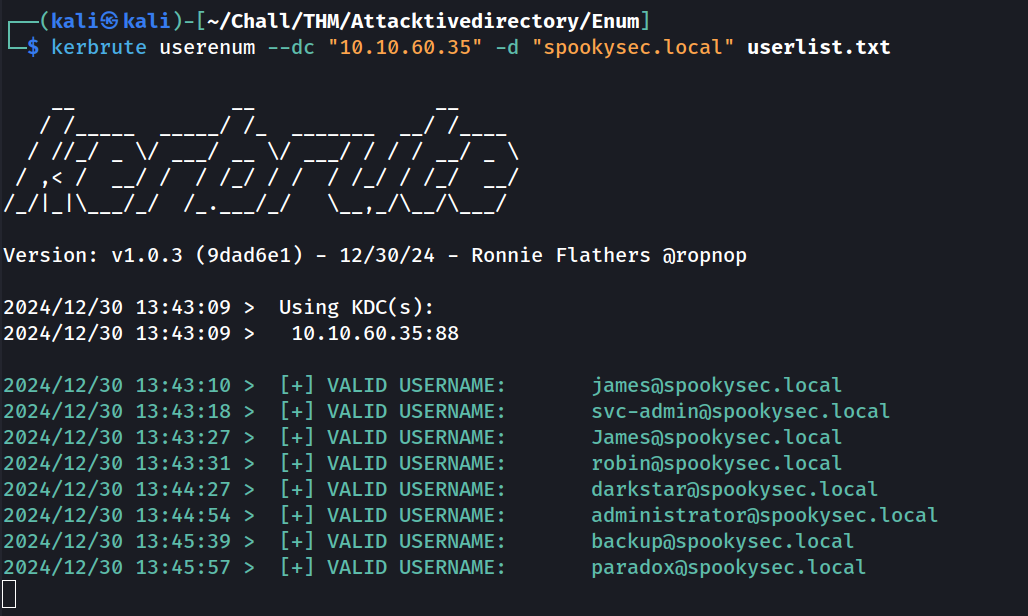 ┌──(kali㉿kali)-[~/Chall/THM/Attacktivedirectory/Enum]
└─$ kerbrute userenum --dc "10.10.60.35" -d "spookysec.local" userlist.txt
    __             __               __
   / /_____  _____/ /_  _______  __/ /____
  / //_/ _ \/ ___/ __ \/ ___/ / / / __/ _ \
 / ,< /  __/ /  / /_/ / /  / /_/ / /_/  __/
/_/|_|\___/_/  /_.___/_/   \__,_/\__/\___/
Version: v1.0.3 (9dad6e1) - 12/30/24 - Ronnie Flathers @ropnop
2024/12/30 13:43:09 >  Using KDC(s):
2024/12/30 13:43:09 >   10.10.60.35:88
2024/12/30 13:43:10 >  [+] VALID USERNAME:       james@spookysec.local
2024/12/30 13:43:18 >  [+] VALID USERNAME:       svc-admin@spookysec.local
2024/12/30 13:43:27 >  [+] VALID USERNAME:       James@spookysec.local
2024/12/30 13:43:31 >  [+] VALID USERNAME:       robin@spookysec.local
2024/12/30 13:44:27 >  [+] VALID USERNAME:       darkstar@spookysec.local
2024/12/30 13:44:54 >  [+] VALID USERNAME:       administrator@spookysec.local
2024/12/30 13:45:39 >  [+] VALID USERNAME:       backup@spookysec.local
2024/12/30 13:45:57 >  [+] VALID USERNAME:       paradox@spookysec.local